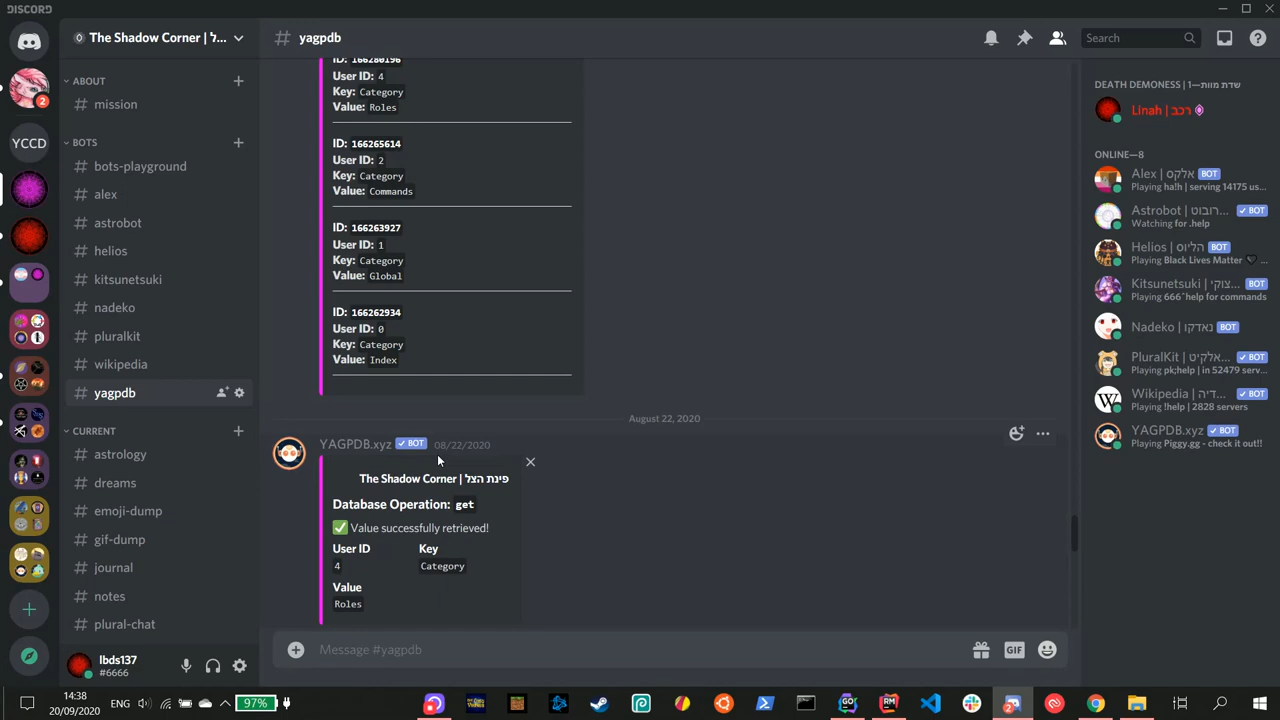 DISCORD
The Shadow Corner | פינת הצל...
ABOUT
mission
BOTS
bots-playground
alex
astrobot
helios
kitsunetsuki
nadeko
pluralkit
wikipedia
yagpdb
CURRENT
astrology
dreams
emoji-dump
gif-dump
journal
notes
plural-chat
YCCD
2
lbds137
#6666
# yagpdb
Search
ID: 166280196
User ID: 4
Key: Category
Value: Roles
ID: 166265614
User ID: 2
Key: Category
Value: Commands
ID: 166263927
User ID: 1
Key: Category
Value: Global
ID: 166262934
User ID: 0
Key: Category
Value: Index
August 22, 2020
YAGPDB.xyz BOT 08/22/2020
The Shadow Corner | פינת הצל
Database Operation: get
Value successfully retrieved!
User ID Key
4 Category
Value
Roles
Message #yagpdb
GIF
DEATH DEMONESS | שדת מוות—1
Linah | רכב
ONLINE—8
Alex | אלקס BOT
Playing ha!h | serving 14175 us...
Astrobot | רובוט... BOT
Watching for .help
Helios | הליוס BOT
Playing Black Lives Matter
Kitsunetsuki | צוקי... BOT
Playing 666^help for commands
Nadeko | נאדקו BOT
PluralKit | אלקיט... BOT
Playing pk;help | in 52479 serv...
Wikipedia | דיה... BOT
Playing !help | 2828 servers
YAGPDB.xyz BOT
Playing Piggy.gg - check it out!!
14:38
20/09/2020
ENG
97%